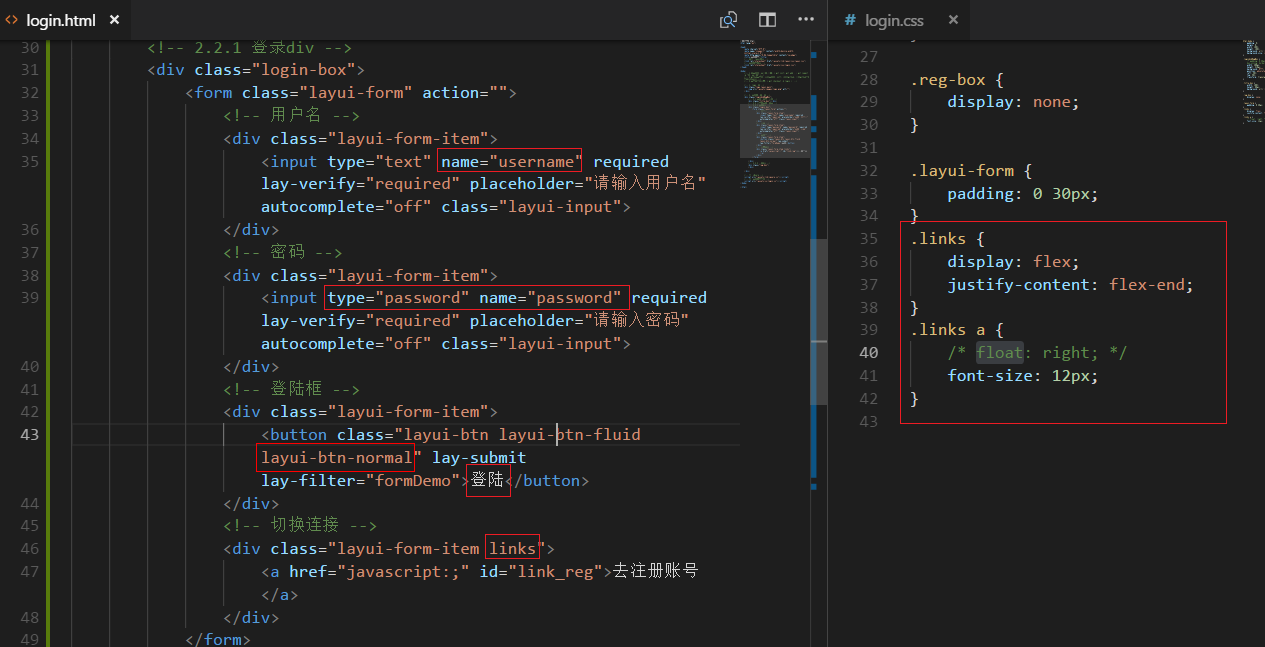 login.html ×
30 <!-- 2.2.1 登录div -->
31 <div class="login-box">
32 <form class="layui-form" action="">
33 <!-- 用户名 -->
34 <div class="layui-form-item">
35 <input type="text" name="username" required
lay-verify="required" placeholder="请输入用户名"
autocomplete="off" class="layui-input">
36 </div>
37 <!-- 密码 -->
38 <div class="layui-form-item">
39 <input type="password" name="password" required
lay-verify="required" placeholder="请输入密码"
autocomplete="off" class="layui-input">
40 </div>
41 <!-- 登陆框 -->
42 <div class="layui-form-item">
43 <button class="layui-btn layui-btn-fluid
layui-btn-normal" lay-submit
lay-filter="formDemo">登陆</button>
44 </div>
45 <!-- 切换连接 -->
46 <div class="layui-form-item links">
47 <a href="javascript:;" id="link_reg">去注册账号
</a>
48 </div>
49 </form>
# login.css ×
27
28 .reg-box {
29 display: none;
30 }
31
32 .layui-form {
33 padding: 0 30px;
34 }
35 .links {
36 display: flex;
37 justify-content: flex-end;
38 }
39 .links a {
40 /* float: right; */
41 font-size: 12px;
42 }
43